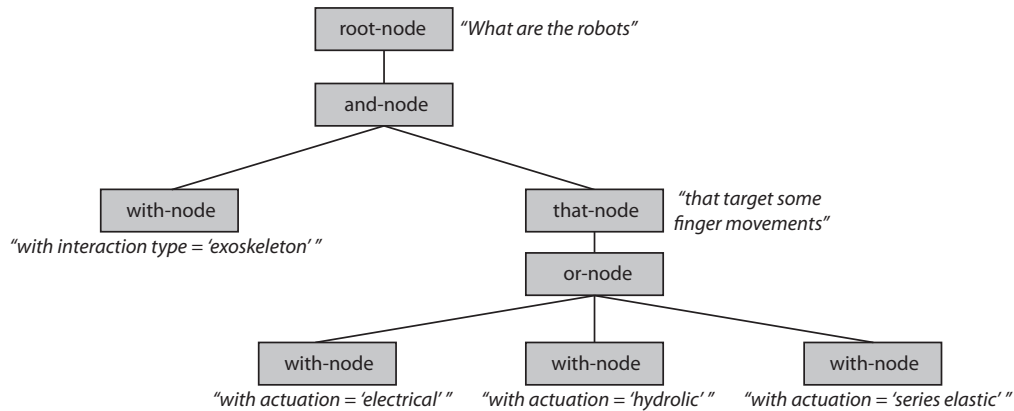 root-node
“What are the robots”
and-node
with-node
“with interaction type = ‘exoskeleton’ ”
that-node
“that target some
finger movements”
or-node
with-node
“with actuation = ‘electrical’ ”
with-node
“with actuation = ‘hydrolic’ ”
with-node
“with actuation = ‘series elastic’ ”